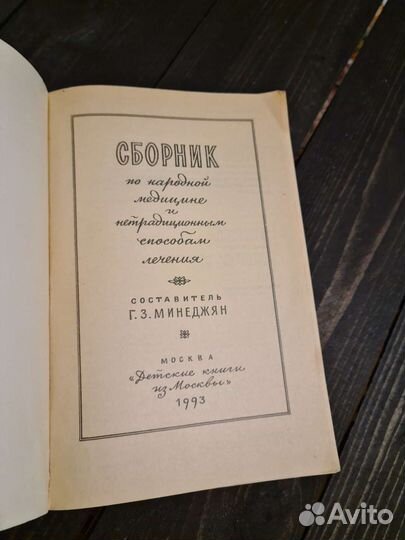 СБОРНИК
по народной
медицине и
нетрадиционным
способам
лечения
СОСТАВИТЕЛЬ
Г. З. МИНЕДЖЯН
МОСКВА
«Детские книги
из Москвы»
1993
Avito